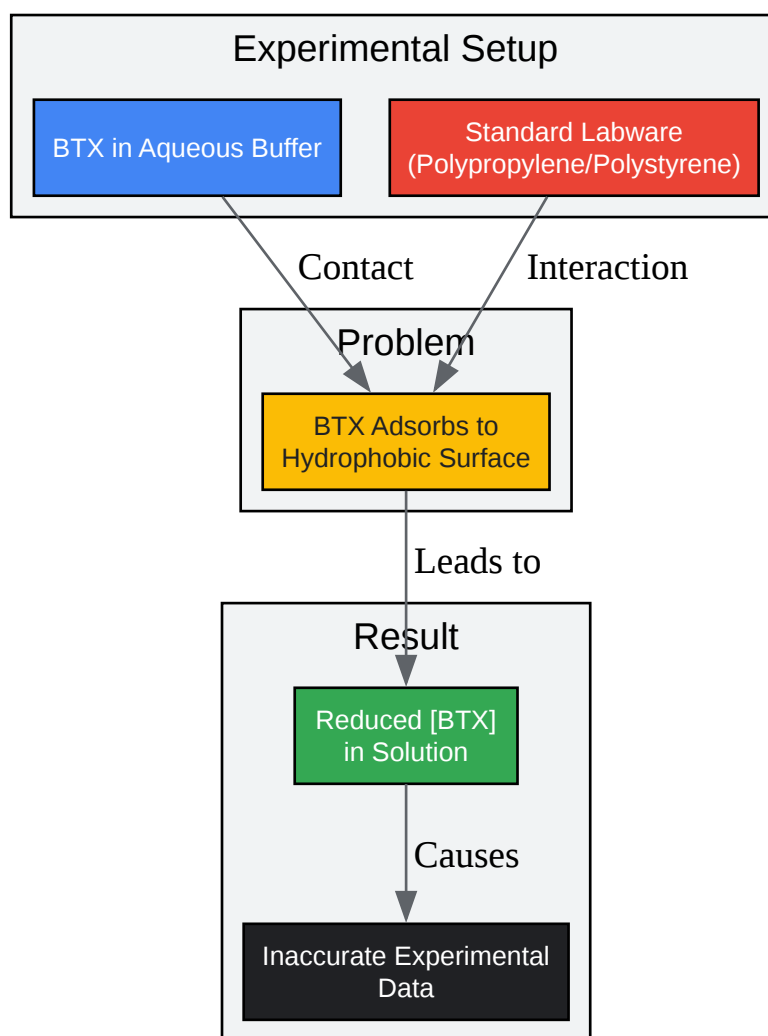 Experimental Setup
BTX in Aqueous Buffer
Standard Labware
(Polypropylene/Polystyrene)
Contact
Interaction
Problem
BTX Adsorbs to
Hydrophobic Surface
Leads to
Result
Reduced [BTX]
in Solution
Causes
Inaccurate Experimental
Data